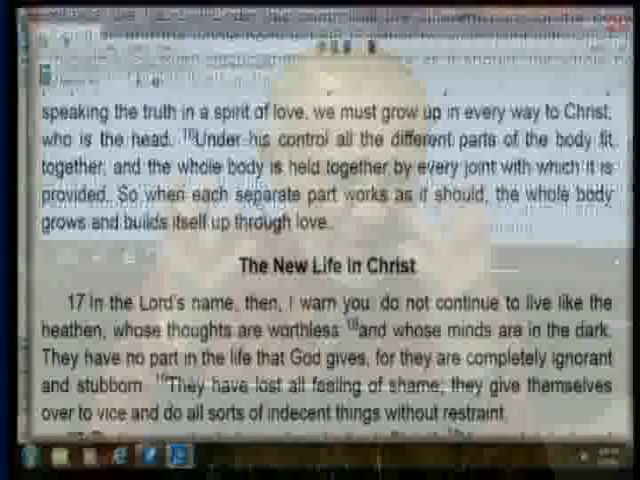 speaking the truth in a spirit of love, we must grow up in every way to Christ,
who is the head. 16Under his control all the different parts of the body fit
together, and the whole body is held together by every joint with which it is
provided. So when each separate part works as it should, the whole body
grows and builds itself up through love.
The New Life in Christ
17 In the Lord's name, then, I warn you: do not continue to live like the
heathen, whose thoughts are worthless 18and whose minds are in the dark.
They have no part in the life that God gives, for they are completely ignorant
and stubborn 19They have lost all feeling of shame; they give themselves
over to vice and do all sorts of indecent things without restraint.